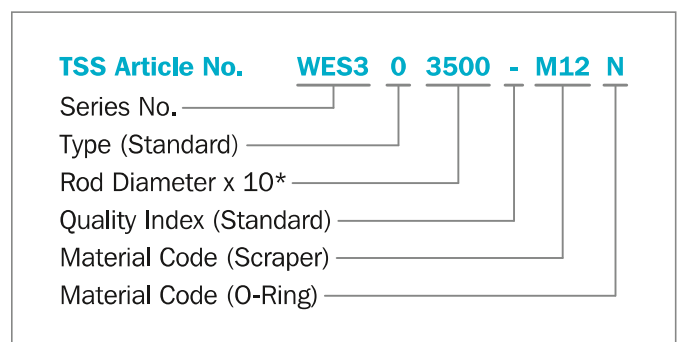 TSS Article No. WES3 0 3500 - M12 N
Series No.
Type (Standard)
Rod Diameter x 10*
Quality Index (Standard)
Material Code (Scraper)
Material Code (O-Ring)